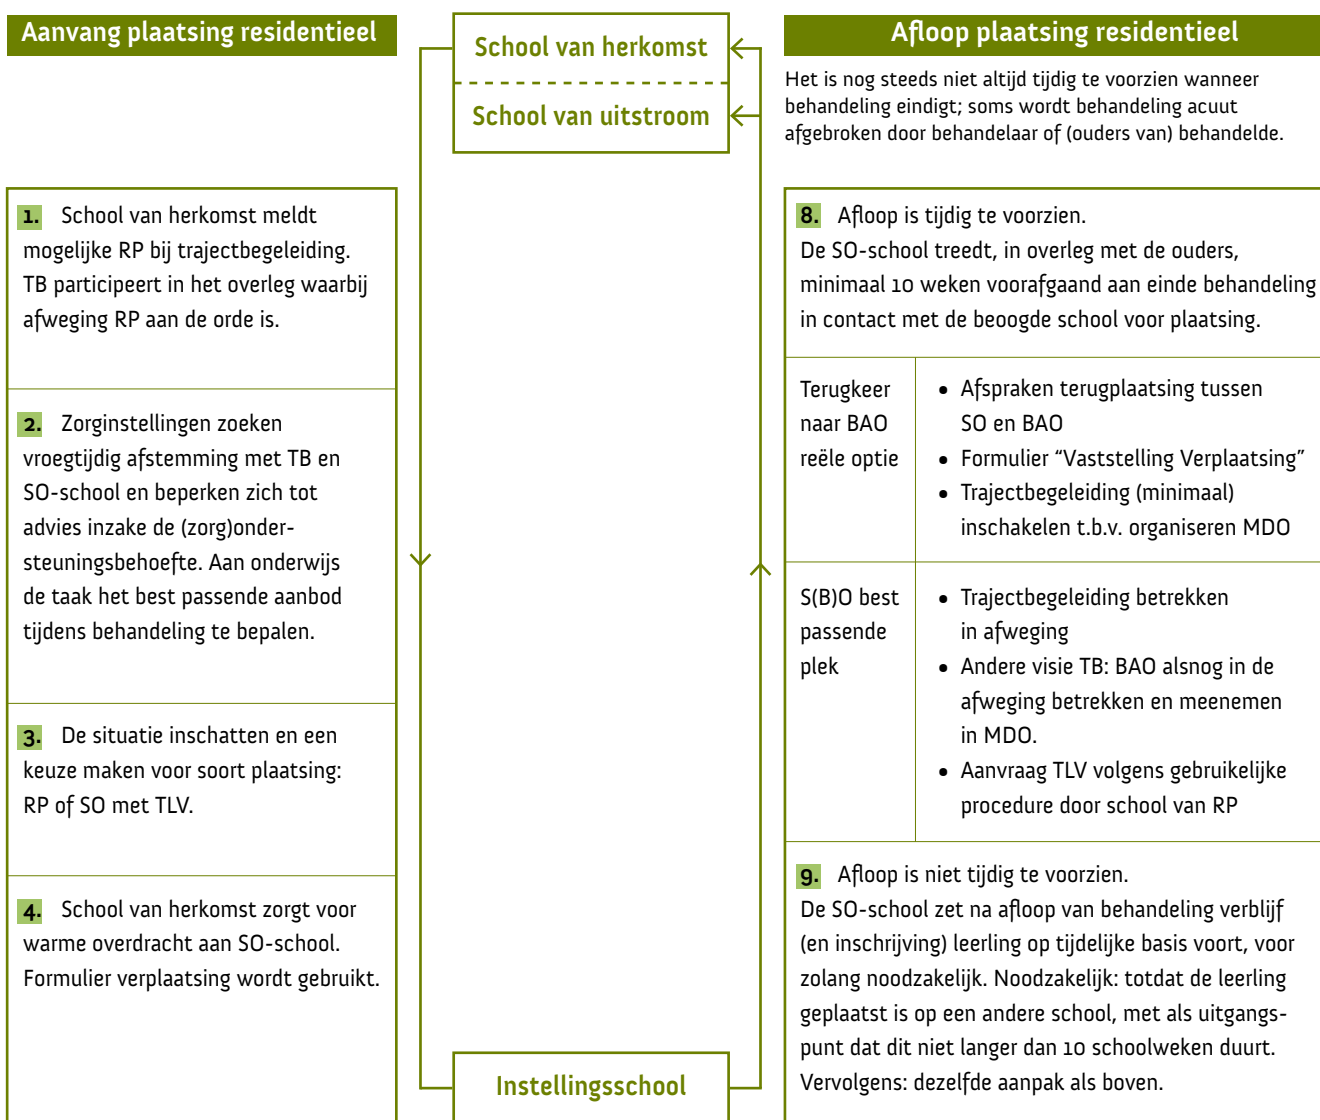 Aanvang plaatsing residentieel
1. School van herkomst meldt
mogelijke RP bij trajectbegeleiding.
TB participeert in het overleg waarbij
afweging RP aan de orde is.
2. Zorginstellingen zoeken
vroegtijdig afstemming met TB en
SO-school en beperken zich tot
advies inzake de (zorg)onder-
steuningsbehoefte. Aan onderwijs
de taak het best passende aanbod
tijdens behandeling te bepalen.
3. De situatie inschatten en een
keuze maken voor soort plaatsing:
RP of SO met TLV.
4. School van herkomst zorgt voor
warme overdracht aan SO-school.
Formulier verplaatsing wordt gebruikt.
School van herkomst
School van uitstroom
Instellingsschool
Afloop plaatsing residentieel
Het is nog steeds niet altijd tijdig te voorzien wanneer
behandeling eindigt; soms wordt behandeling acuut
afgebroken door behandelaar of (ouders van) behandelde.
8. Afloop is tijdig te voorzien.
De SO-school treedt, in overleg met de ouders,
minimaal 10 weken voorafgaand aan einde behandeling
in contact met de beoogde school voor plaatsing.
Terugkeer
naar BAO
reële optie
• Afspraken terugplaatsing tussen
SO en BAO
• Formulier “Vaststelling Verplaatsing”
• Trajectbegeleiding (minimaal)
inschakelen t.b.v. organiseren MDO
S(B)O best
passende
plek
• Trajectbegeleiding betrekken
in afweging
• Andere visie TB: BAO alsnog in de
afweging betrekken en meenemen
in MDO.
• Aanvraag TLV volgens gebruikelijke
procedure door school van RP
9. Afloop is niet tijdig te voorzien.
De SO-school zet na afloop van behandeling verblijf
(en inschrijving) leerling op tijdelijke basis voort, voor
zolang noodzakelijk. Noodzakelijk: totdat de leerling
geplaatst is op een andere school, met als uitgangs-
punt dat dit niet langer dan 10 schoolweken duurt.
Vervolgens: dezelfde aanpak als boven.